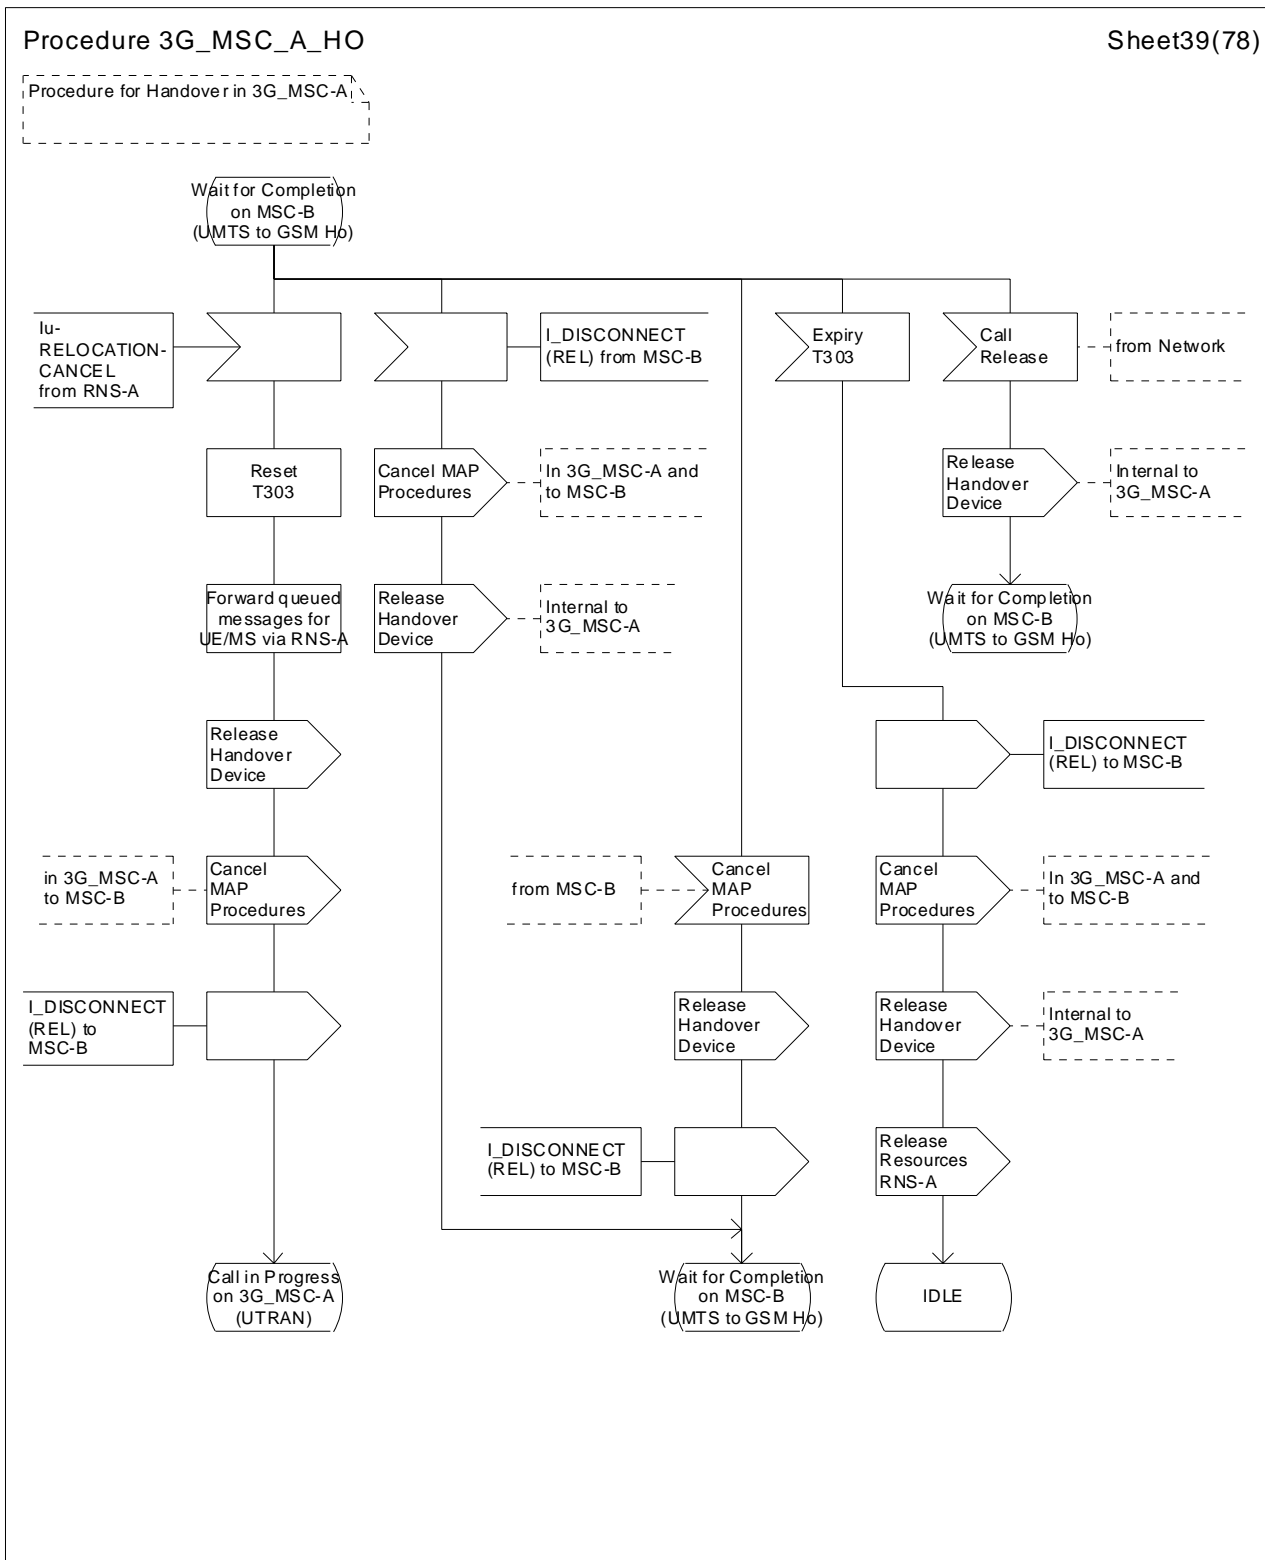 Procedure 3G_MSC_A_HO
Sheet39(78)
Procedure for Handover in 3G_MSC-A
Wait for Completion
on MSC-B
(UMTS to GSM Ho)
Iu-
RELOCATION-
CANCEL
from RNS-A
I_DISCONNECT
(REL) from MSC-B
Expiry
T303
Call
Release
from Network
Reset
T303
Cancel MAP
Procedures
In 3G_MSC-A and
to MSC-B
Release
Handover
Device
Internal to
3G_MSC-A
Forward queued
messages for
UE/MS via RNS-A
Release
Handover
Device
Internal to
3G_MSC-A
Wait for Completion
on MSC-B
(UMTS to GSM Ho)
Release
Handover
Device
I_DISCONNECT
(REL) to MSC-B
in 3G_MSC-A
to MSC-B
Cancel
MAP
Procedures
from MSC-B
Cancel
MAP
Procedures
Cancel
MAP
Procedures
In 3G_MSC-A and
to MSC-B
I_DISCONNECT
(REL) to
MSC-B
Release
Handover
Device
Release
Handover
Device
Internal to
3G_MSC-A
I_DISCONNECT
(REL) to MSC-B
Release
Resources
RNS-A
Call in Progress
on 3G_MSC-A
(UTRAN)
Wait for Completion
on MSC-B
(UMTS to GSM Ho)
IDLE